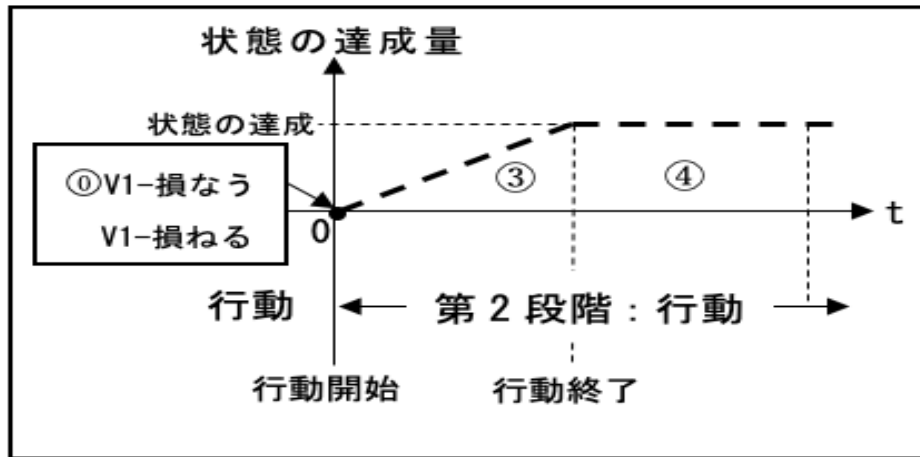 状態の達成量
状態の達成
⓪V1-損なう
V1-損ねる
③
④
0
t
行動
第2段階:行動
行動開始
行動終了